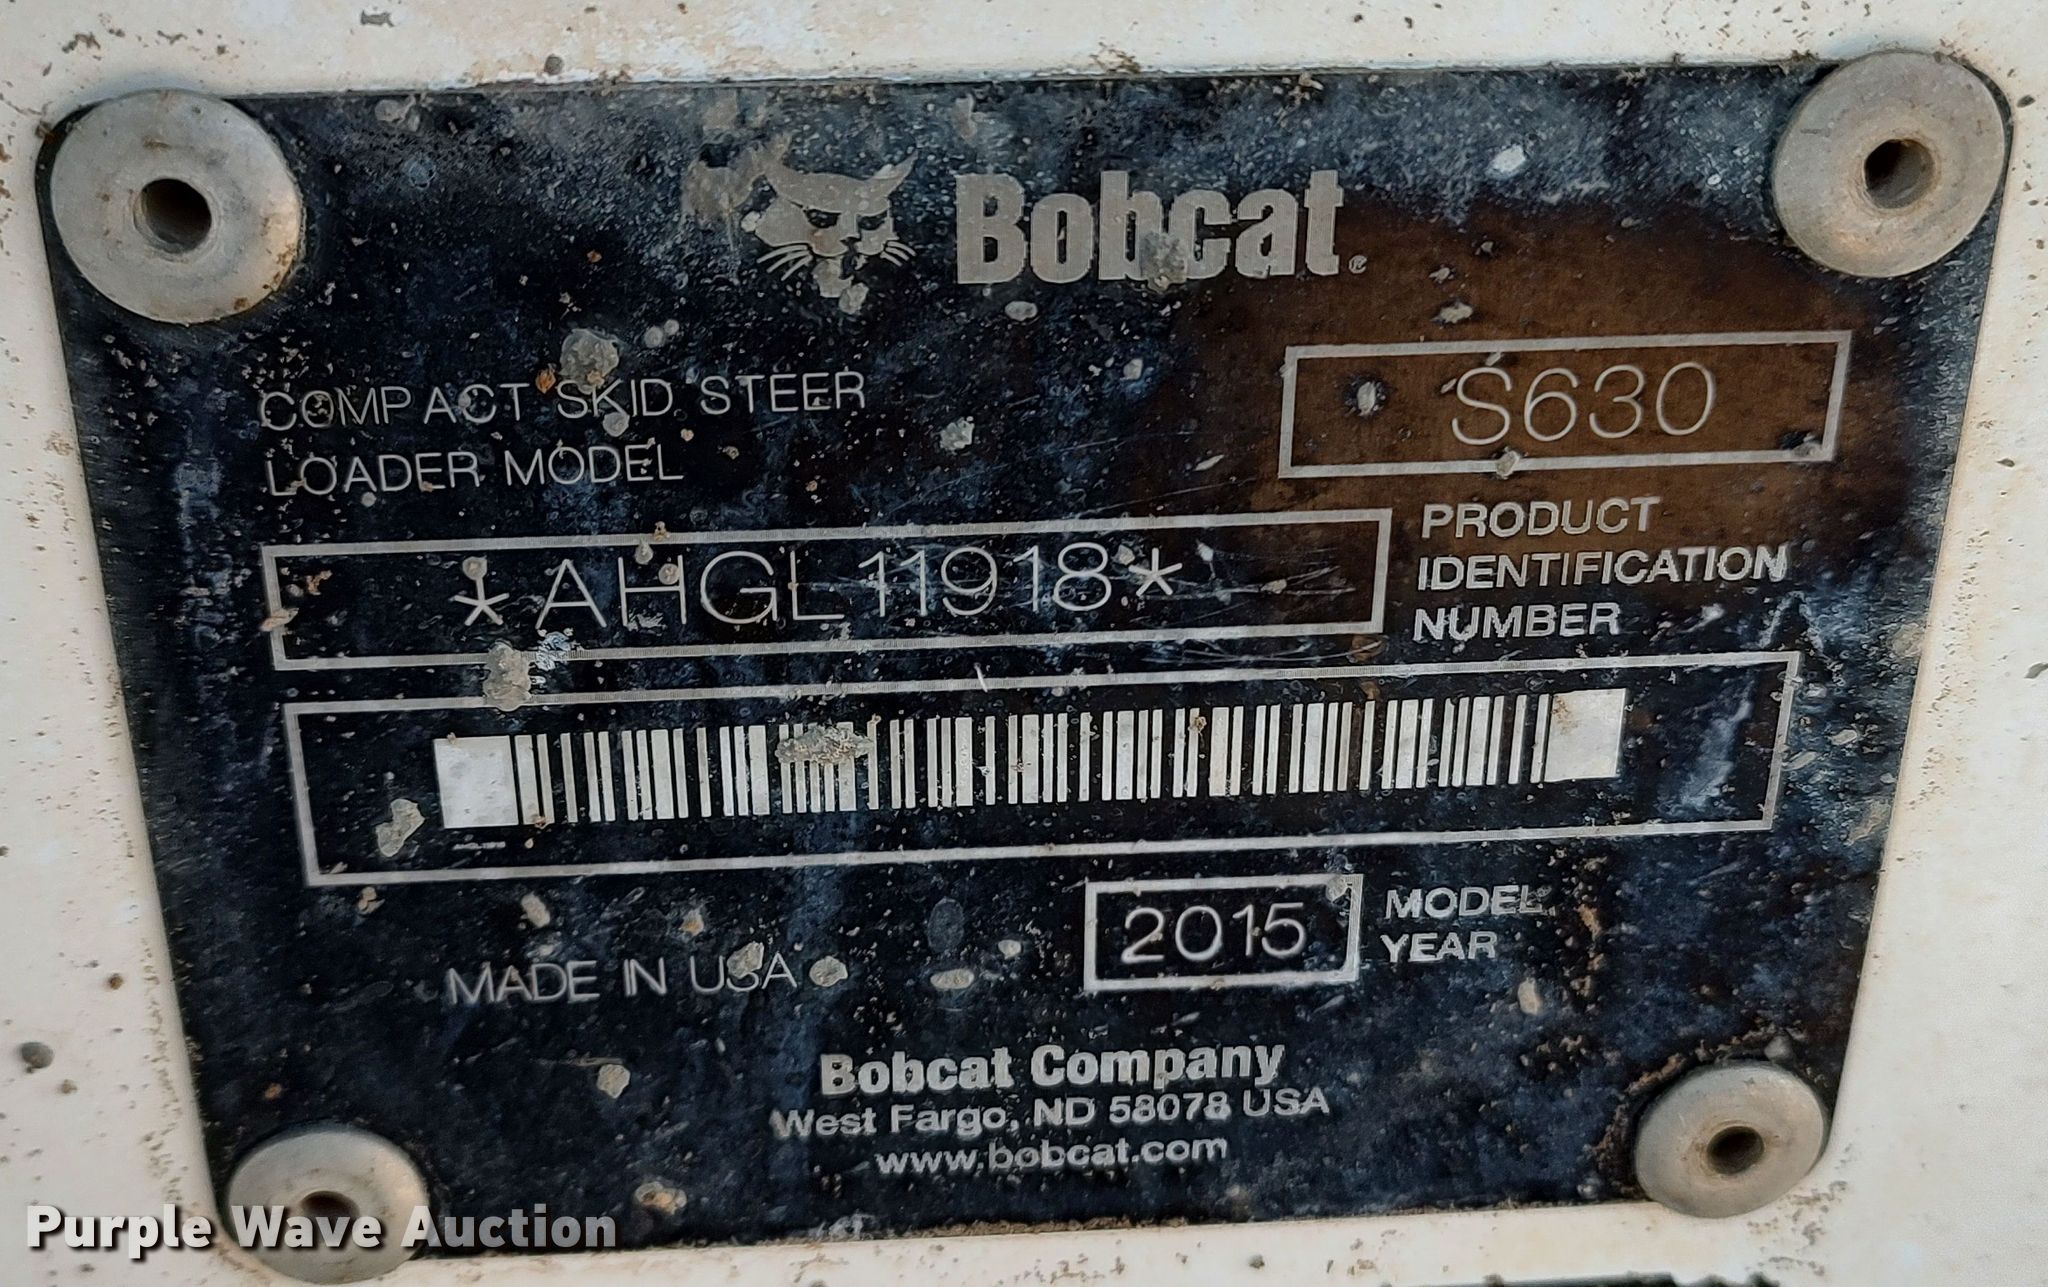 Bobcat®
COMPACT SKID STEER
LOADER MODEL
S630
*AHGL11918*
PRODUCT
IDENTIFICATION
NUMBER
2015
MODEL
YEAR
MADE IN USA
Bobcat Company
West Fargo, ND 58078 USA
www.bobcat.com
Purple Wave Auction